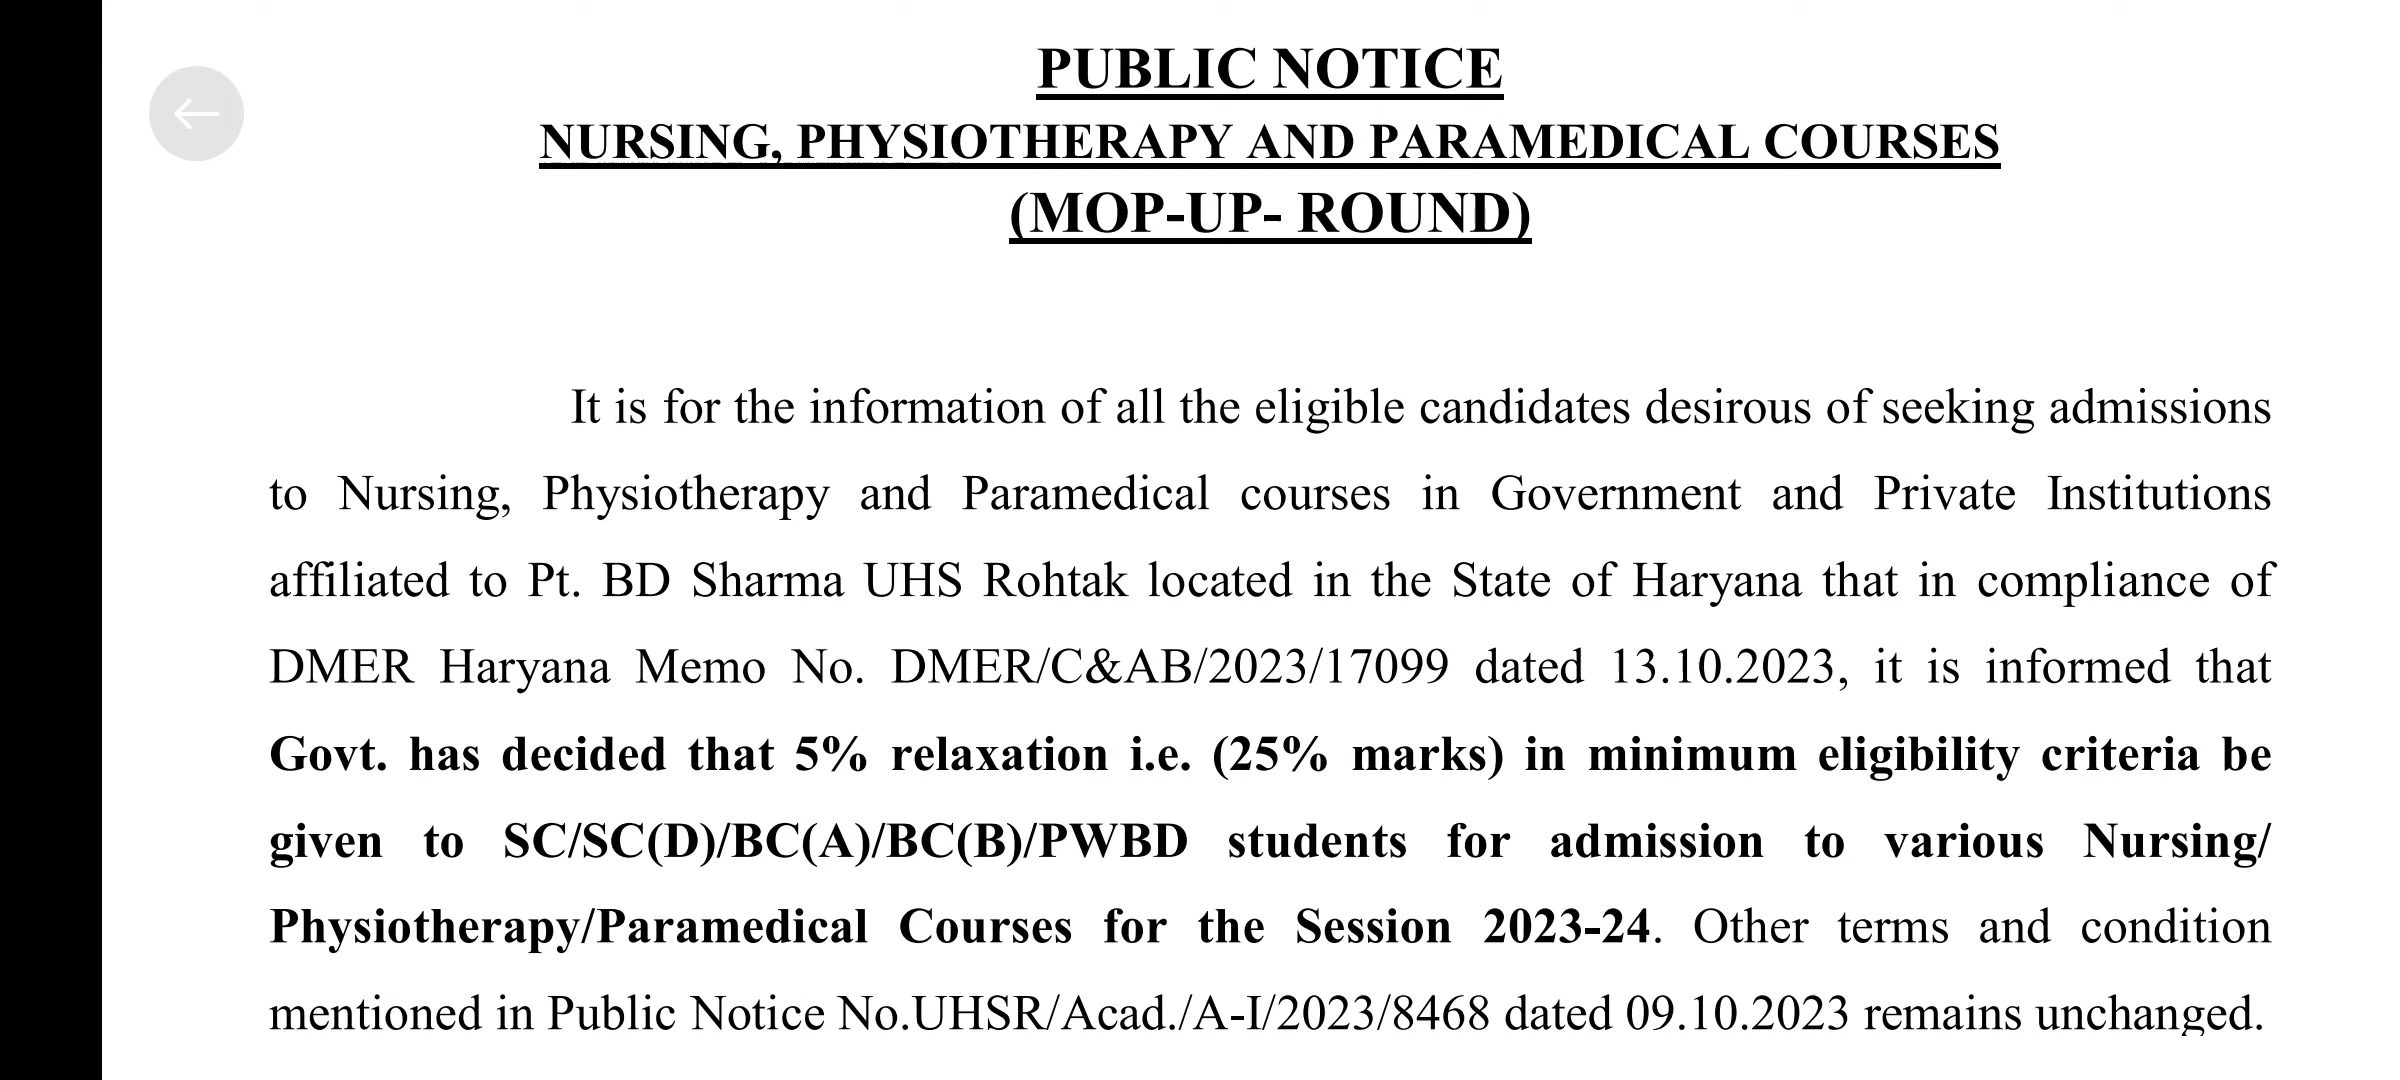 PUBLIC NOTICE
NURSING, PHYSIOTHERAPY AND PARAMEDICAL COURSES
(MOP-UP- ROUND)
It is for the information of all the eligible candidates desirous of seeking admissions
to Nursing, Physiotherapy and Paramedical courses in Government and Private Institutions
affiliated to Pt. BD Sharma UHS Rohtak located in the State of Haryana that in compliance of
DMER Haryana Memo No. DMER/C&AB/2023/17099 dated 13.10.2023, it is informed that
Govt. has decided that 5% relaxation i.e. (25% marks) in minimum eligibility criteria be
given to SC/SC(D)/BC(A)/BC(B)/PWBD students for admission to various Nursing/
Physiotherapy/Paramedical Courses for the Session 2023-24. Other terms and condition
mentioned in Public Notice No.UHSR/Acad./A-I/2023/8468 dated 09.10.2023 remains unchanged.